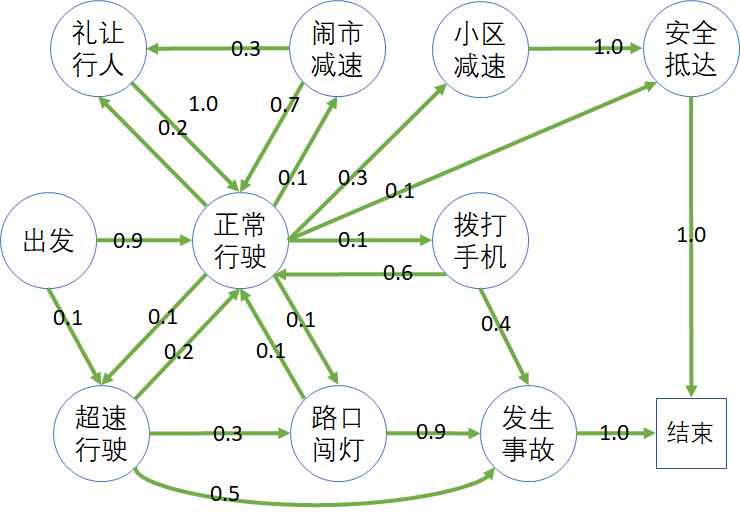 礼让
行人
闹市
减速
小区
减速
安全
抵达
0.3
1.0
1.0
0.2
0.7
0.1
0.3
0.1
出发
0.9
正常
行驶
0.1
拨打
手机
1.0
0.6
0.1
0.1
0.2
0.1
0.1
0.4
超速
行驶
0.3
路口
闯灯
0.9
发生
事故
1.0
结束
0.5